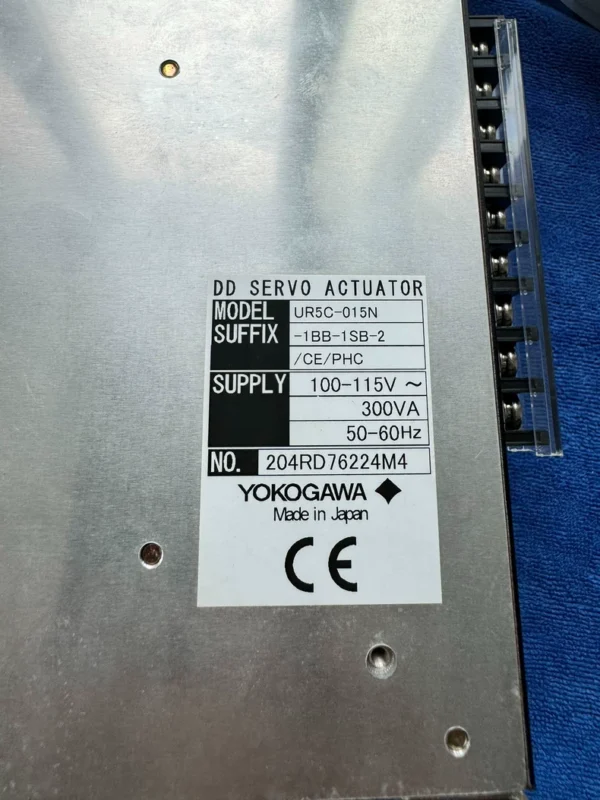 DD SERVO ACTUATOR
MODEL UR5C-015N
SUFFIX -1BB-1SB-2
/CE/PHC
SUPPLY 100-115V ~
300VA
50-60Hz
NO. 204RD76224M4
YOKOGAWA
Made in Japan
CE